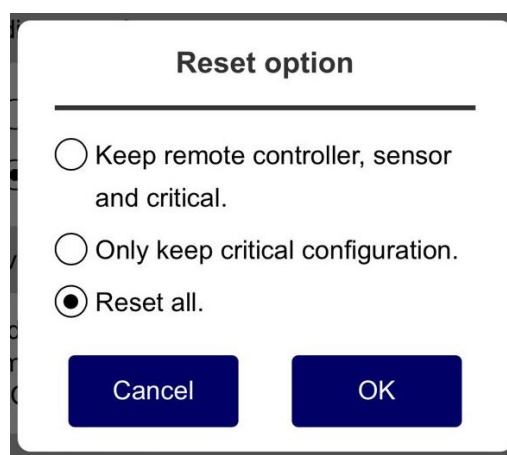 Reset option
Keep remote controller, sensor
and critical.
Only keep critical configuration.
Reset all.
Cancel
OK